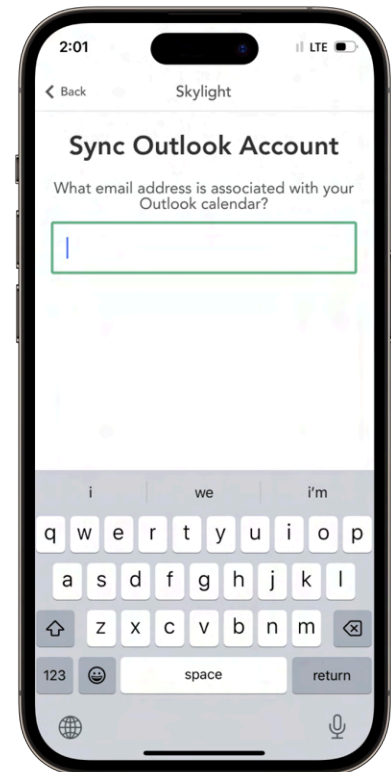 2:01 LTE
Back Skylight
Sync Outlook Account
What email address is associated with your
Outlook calendar?
i we i'm
q w e r t y u i o p
a s d f g h j k l
z x c v b n m
123 space return